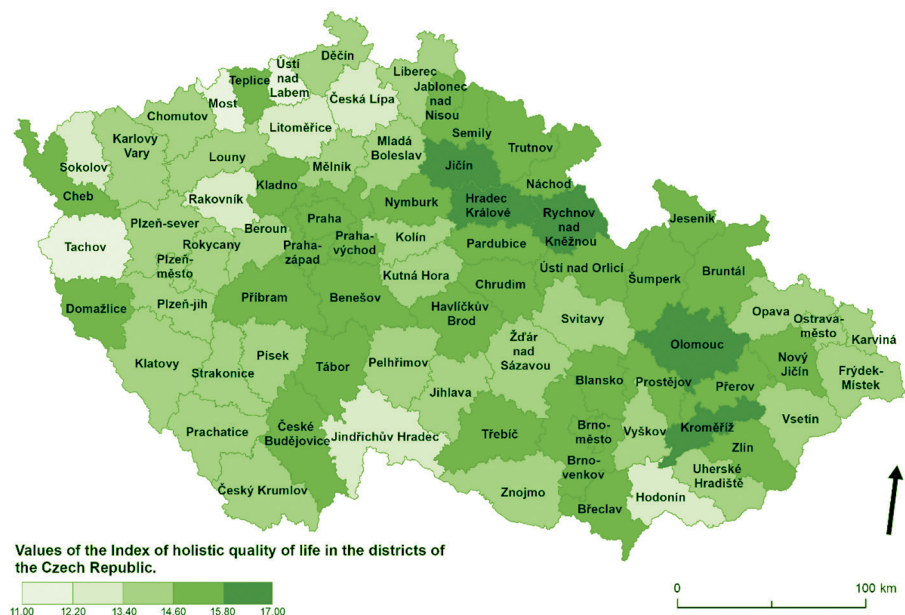 Děčín
Ústí
nad
Labem
Teplice
Liberec
Most
Česká Lípa
Jablonec
nad
Nisou
Chomutov
Litoměřice
Semily
Karlovy
Vary
Mladá
Boleslav
Trutnov
Louny
Mělník
Jičín
Sokolov
Kladno
Náchod
Rakovník
Cheb
Nymburk
Hradec
Králové
Rychnov
nad
Kněžnou
Praha
Jeseník
Plzeň-sever
Beroun
Tachov
Rokycany
Praha-
západ
Praha-
východ
Kolín
Pardubice
Plzeň-
město
Kutná Hora
Ústí nad Orlicí
Šumperk
Bruntál
Chrudim
Příbram
Benešov
Domažlice
Plzeň-jih
Havlíčkův
Brod
Svitavy
Opava
Ostrava-
město
Karviná
Olomouc
Klatovy
Písek
Strakonice
Tábor
Pelhřimov
Žďár
nad
Sázavou
Nový
Jičín
Frýdek-
Místek
Jihlava
Blansko
Prostějov
Přerov
Prachatice
České
Budějovice
Jindřichův Hradec
Třebíč
Brno-
město
Vyškov
Kroměříž
Vsetín
Zlín
Brno-
venkov
Uherské
Hradiště
Český Krumlov
Znojmo
Hodonín
Břeclav
Values of the Index of holistic quality of life in the districts of
the Czech Republic.
11.00 12.20 13.40 14.60 15.80 17.00
0 100 km